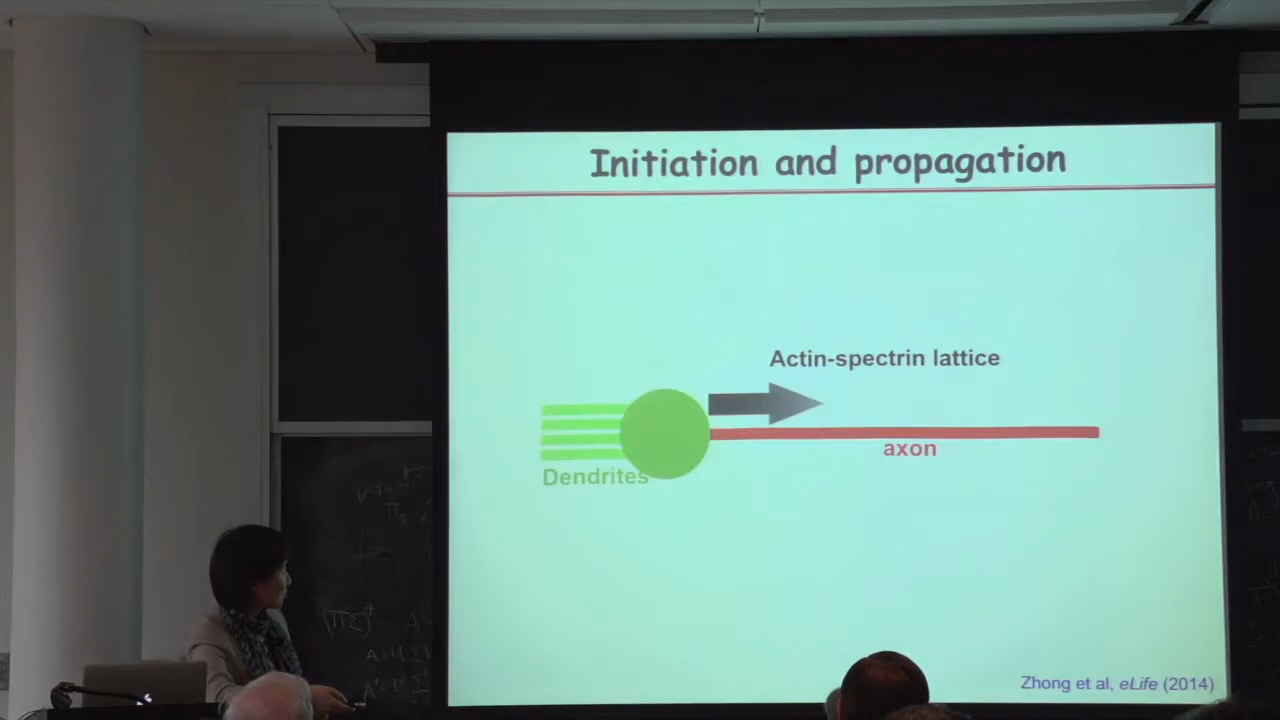 Initiation and propagation
Actin-spectrin lattice
axon
Dendrites
Zhong et al, eLife (2014)